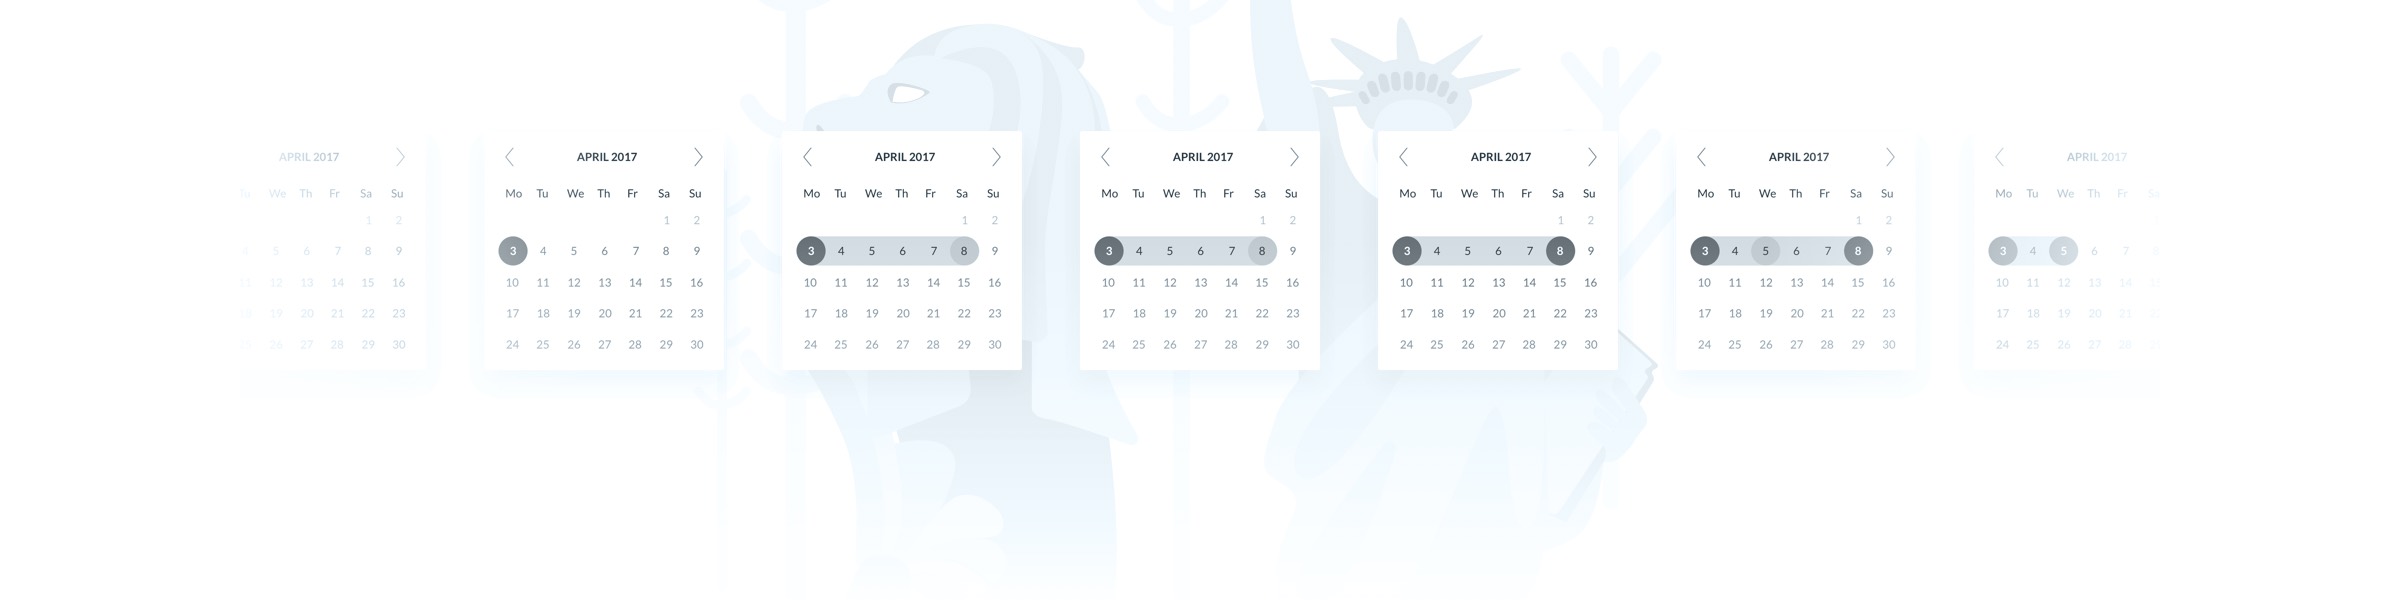 APRIL 2017
Tu We Th Fr Sa Su
1 2
4 5 6 7 8 9
11 12 13 14 15 16
18 19 20 21 22 23
25 26 27 28 29 30
APRIL 2017
Mo Tu We Th Fr Sa Su
1 2
3 4 5 6 7 8 9
10 11 12 13 14 15 16
17 18 19 20 21 22 23
24 25 26 27 28 29 30
APRIL 2017
Mo Tu We Th Fr Sa Su
1 2
3 4 5 6 7 8 9
10 11 12 13 14 15 16
17 18 19 20 21 22 23
24 25 26 27 28 29 30
APRIL 2017
Mo Tu We Th Fr Sa Su
1 2
3 4 5 6 7 8 9
10 11 12 13 14 15 16
17 18 19 20 21 22 23
24 25 26 27 28 29 30
APRIL 2017
Mo Tu We Th Fr Sa Su
1 2
3 4 5 6 7 8 9
10 11 12 13 14 15 16
17 18 19 20 21 22 23
24 25 26 27 28 29 30
APRIL 2017
Mo Tu We Th Fr Sa Su
1 2
3 4 5 6 7 8 9
10 11 12 13 14 15 16
17 18 19 20 21 22 23
24 25 26 27 28 29 30
APRIL 2017
Mo Tu We Th Fr Sa
1
3 4 5 6 7 8
10 11 12 13 14
17 18 19 20 21
24 25 26 27 28